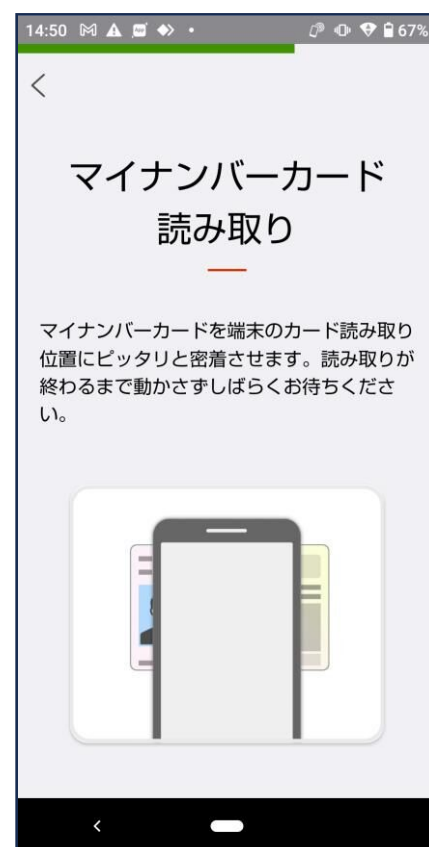 14:50
67%
マイナンバーカード
読み取り
マイナンバーカードを端末のカード読み取り
位置にピッタリと密着させます。読み取りが
終わるまで動かさずしばらくお待ちくださ
い。